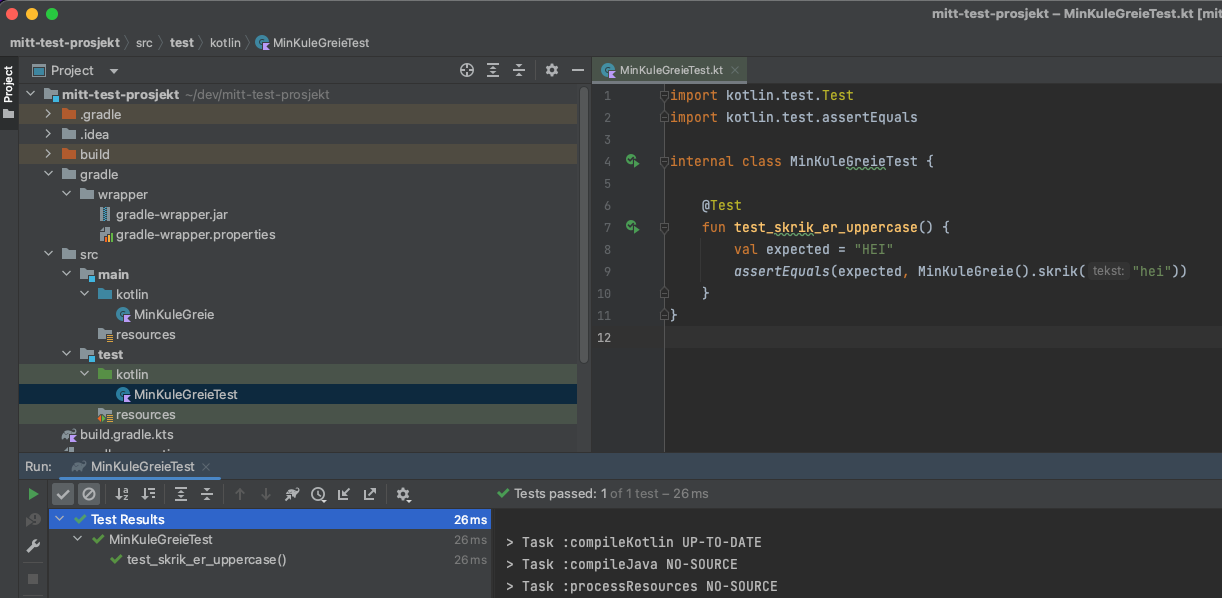 mitt-test-prosjekt – MinKuleGreieTest.kt [mit
mitt-test-prosjekt src test kotlin MinKuleGreieTest
Project
Project
MinKuleGreieTest.kt
mitt-test-prosjekt ~/dev/mitt-test-prosjekt
.gradle
.idea
build
gradle
wrapper
gradle-wrapper.jar
gradle-wrapper.properties
src
main
kotlin
MinKuleGreie
resources
test
kotlin
MinKuleGreieTest
resources
build.gradle.kts
1 import kotlin.test.Test
2 import kotlin.test.assertEquals
3
4 internal class MinKuleGreieTest {
5
6 @Test
7 fun test_skrik_er_uppercase() {
8 val expected = "HEI"
9 assertEquals(expected, MinKuleGreie().skrik( tekst: "hei"))
10 }
11 }
12
Run: MinKuleGreieTest
Tests passed: 1 of 1 test – 26 ms
Test Results 26 ms
MinKuleGreieTest 26 ms
test_skrik_er_uppercase() 26 ms
> Task :compileKotlin UP-TO-DATE
> Task :compileJava NO-SOURCE
> Task :processResources NO-SOURCE